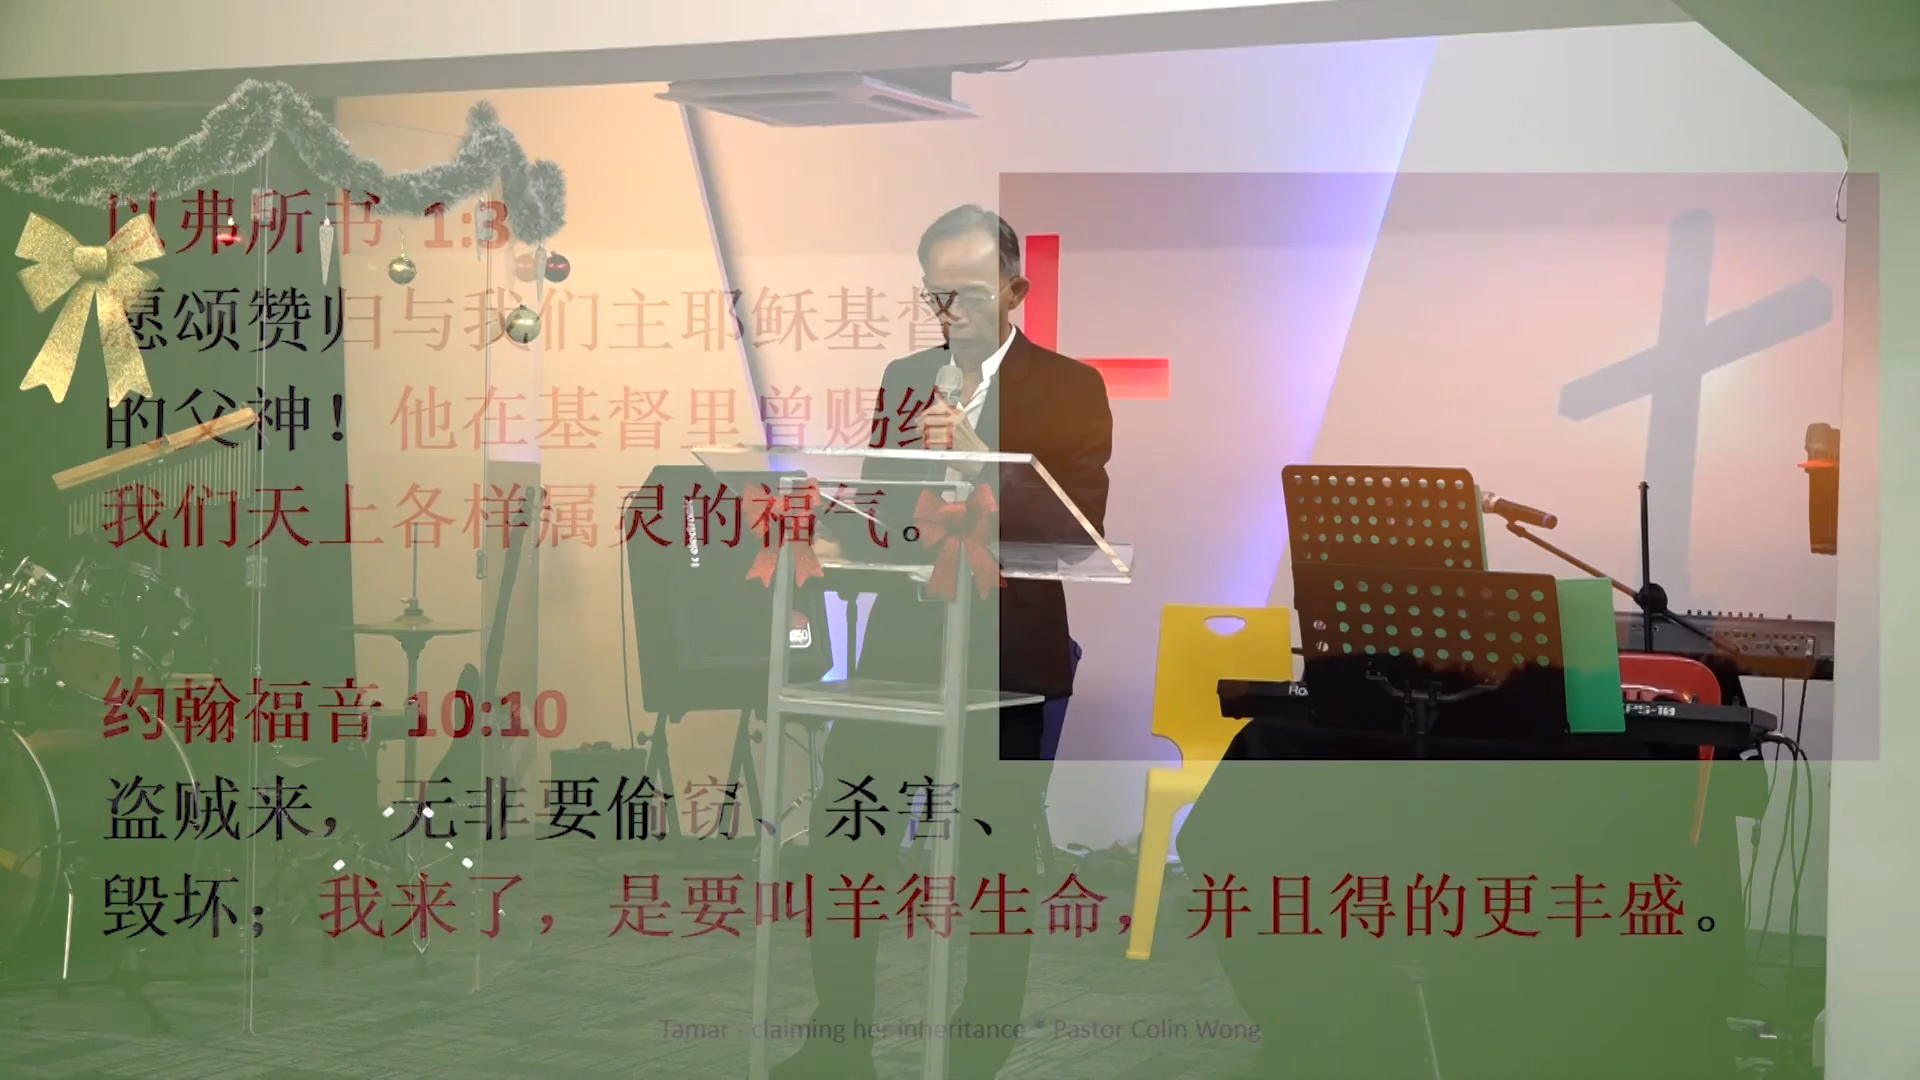 以弗所书 1:3
愿颂赞归与我们主耶稣基督
的父神！他在基督里曾赐给
我们天上各样属灵的福气。
约翰福音 10:10
盗贼来，无非要偷窃、杀害、
毁坏；我来了，是要叫羊得生命，并且得的更丰盛。
Tamar - claiming her inheritance * Pastor Colin Wong